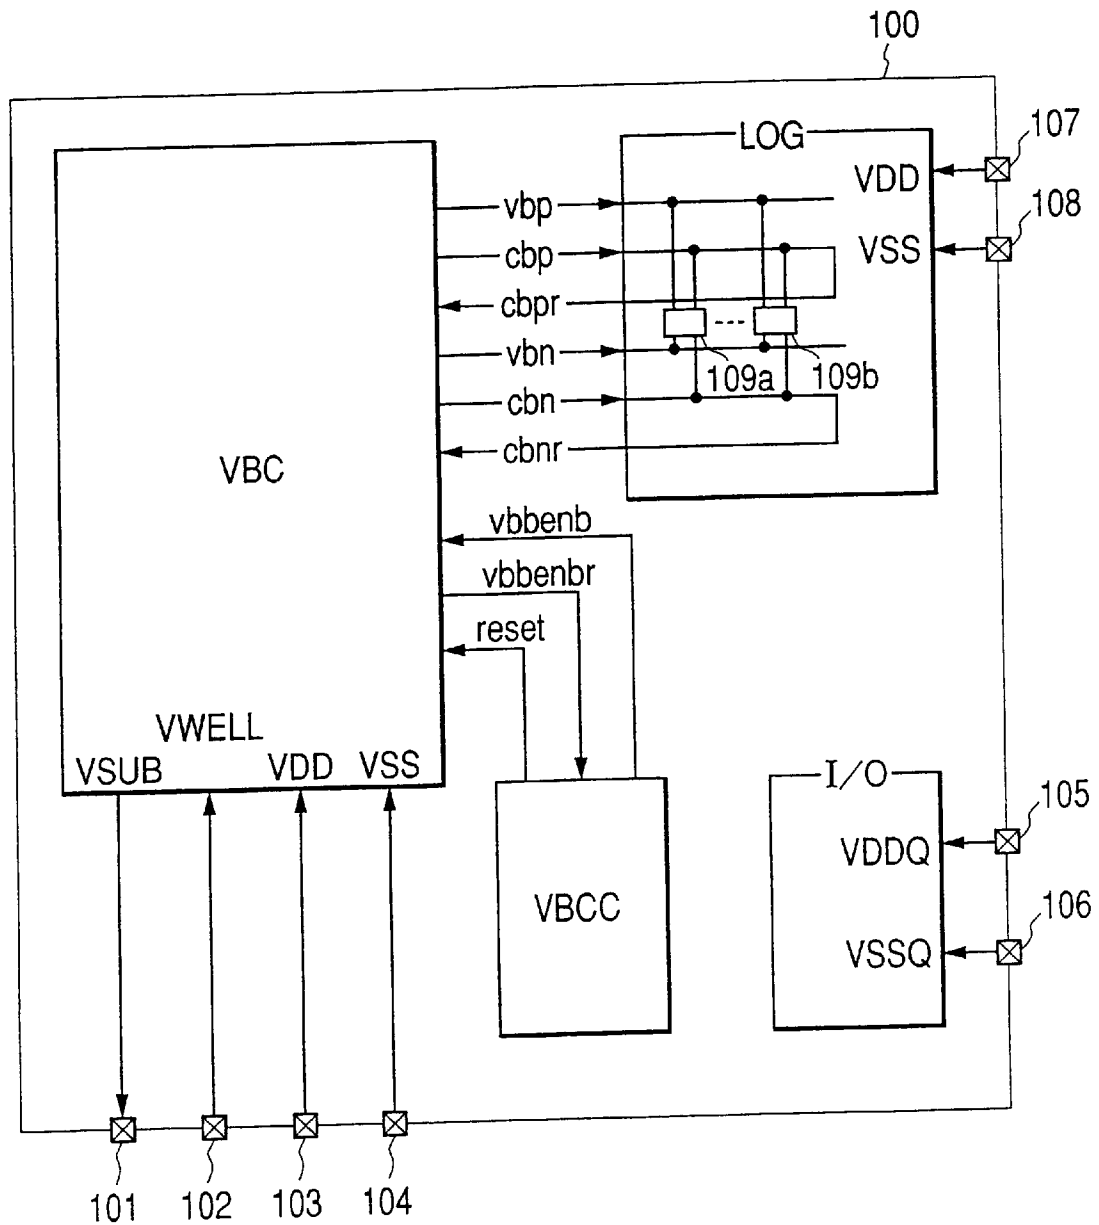 100
LOG
107
VDD
108
vbp
VSS
cbp
cbpr
vbn
109a
109b
cbn
cbnr
VBC
vbbenb
vbbenbr
reset
VWELL
VSUB
VDD
VSS
I/O
105
VDDQ
VBCC
106
VSSQ
101
102
103
104